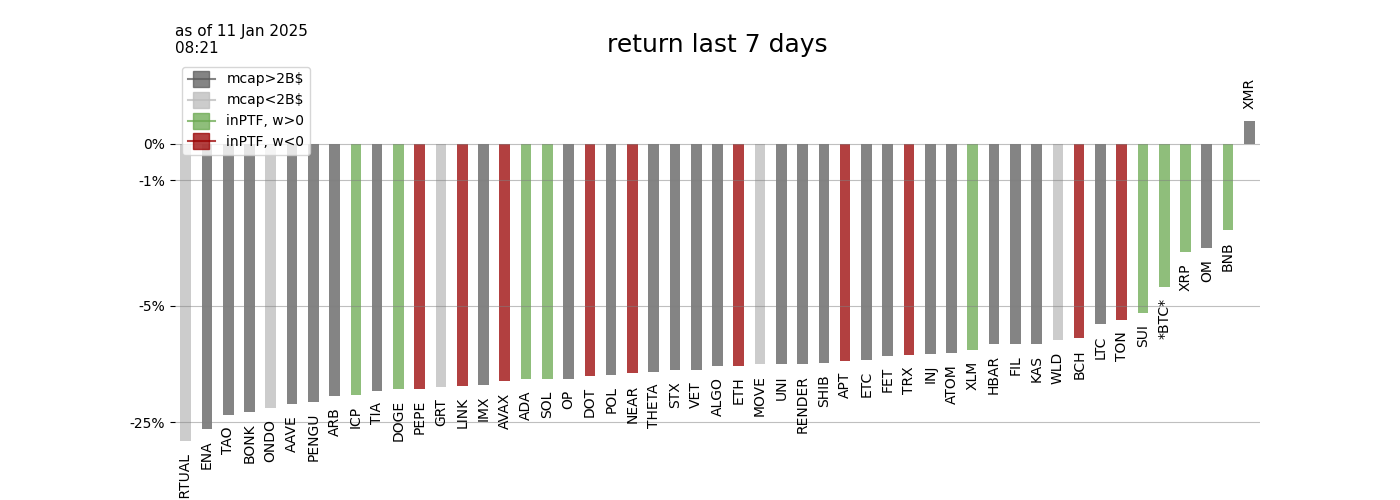 as of 11 Jan 2025
08:21
return last 7 days
mcap>2B$
mcap<2B$
inPTF, w>0
inPTF, w<0
0%
-1%
-5%
-25%
RTUAL
ENA
TAO
BONK
ONDO
AAVE
PENGU
ARB
ICP
TIA
DOGE
PEPE
GRT
LINK
IMX
AVAX
ADA
SOL
OP
DOT
POL
NEAR
THETA
STX
VET
ALGO
ETH
MOVE
UNI
RENDER
SHIB
APT
ETC
FET
TRX
INJ
ATOM
XLM
HBAR
FIL
KAS
WLD
BCH
LTC
TON
SUI
*BTC*
XRP
OM
BNB
XMR